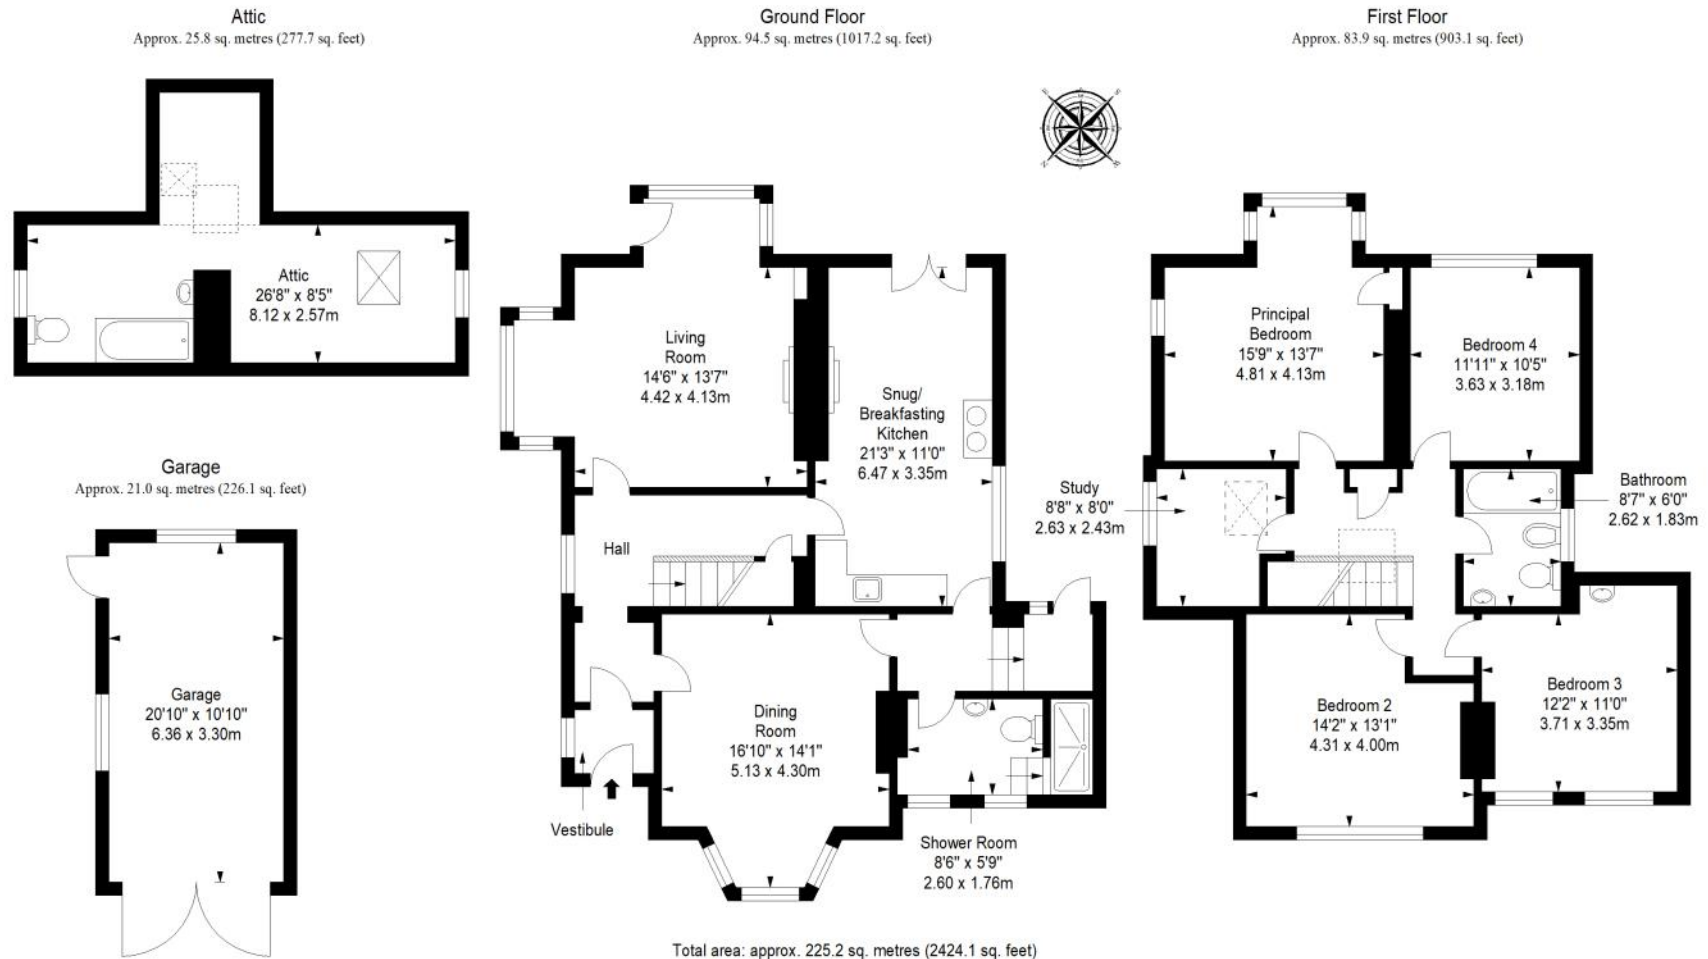 Attic
Approx. 25.8 sq. metres (277.7 sq. feet)
Ground Floor
Approx. 94.5 sq. metres (1017.2 sq. feet)
First Floor
Approx. 83.9 sq. metres (903.1 sq. feet)
Attic
26'8" x 8'5"
8.12 x 2.57m
Garage
Approx. 21.0 sq. metres (226.1 sq. feet)
Garage
20'10" x 10'10"
6.36 x 3.30m
Living
Room
14'6" x 13'7"
4.42 x 4.13m
Snug/
Breakfasting
Kitchen
21'3" x 11'0"
6.47 x 3.35m
Hall
Dining
Room
16'10" x 14'1"
5.13 x 4.30m
Vestibule
Shower Room
8'6" x 5'9"
2.60 x 1.76m
Principal
Bedroom
15'9" x 13'7"
4.81 x 4.13m
Bedroom 4
11'11" x 10'5"
3.63 x 3.18m
Study
8'8" x 8'0"
2.63 x 2.43m
Bathroom
8'7" x 6'0"
2.62 x 1.83m
Bedroom 2
14'2" x 13'1"
4.31 x 4.00m
Bedroom 3
12'2" x 11'0"
3.71 x 3.35m
Total area: approx. 225.2 sq. metres (2424.1 sq. feet)